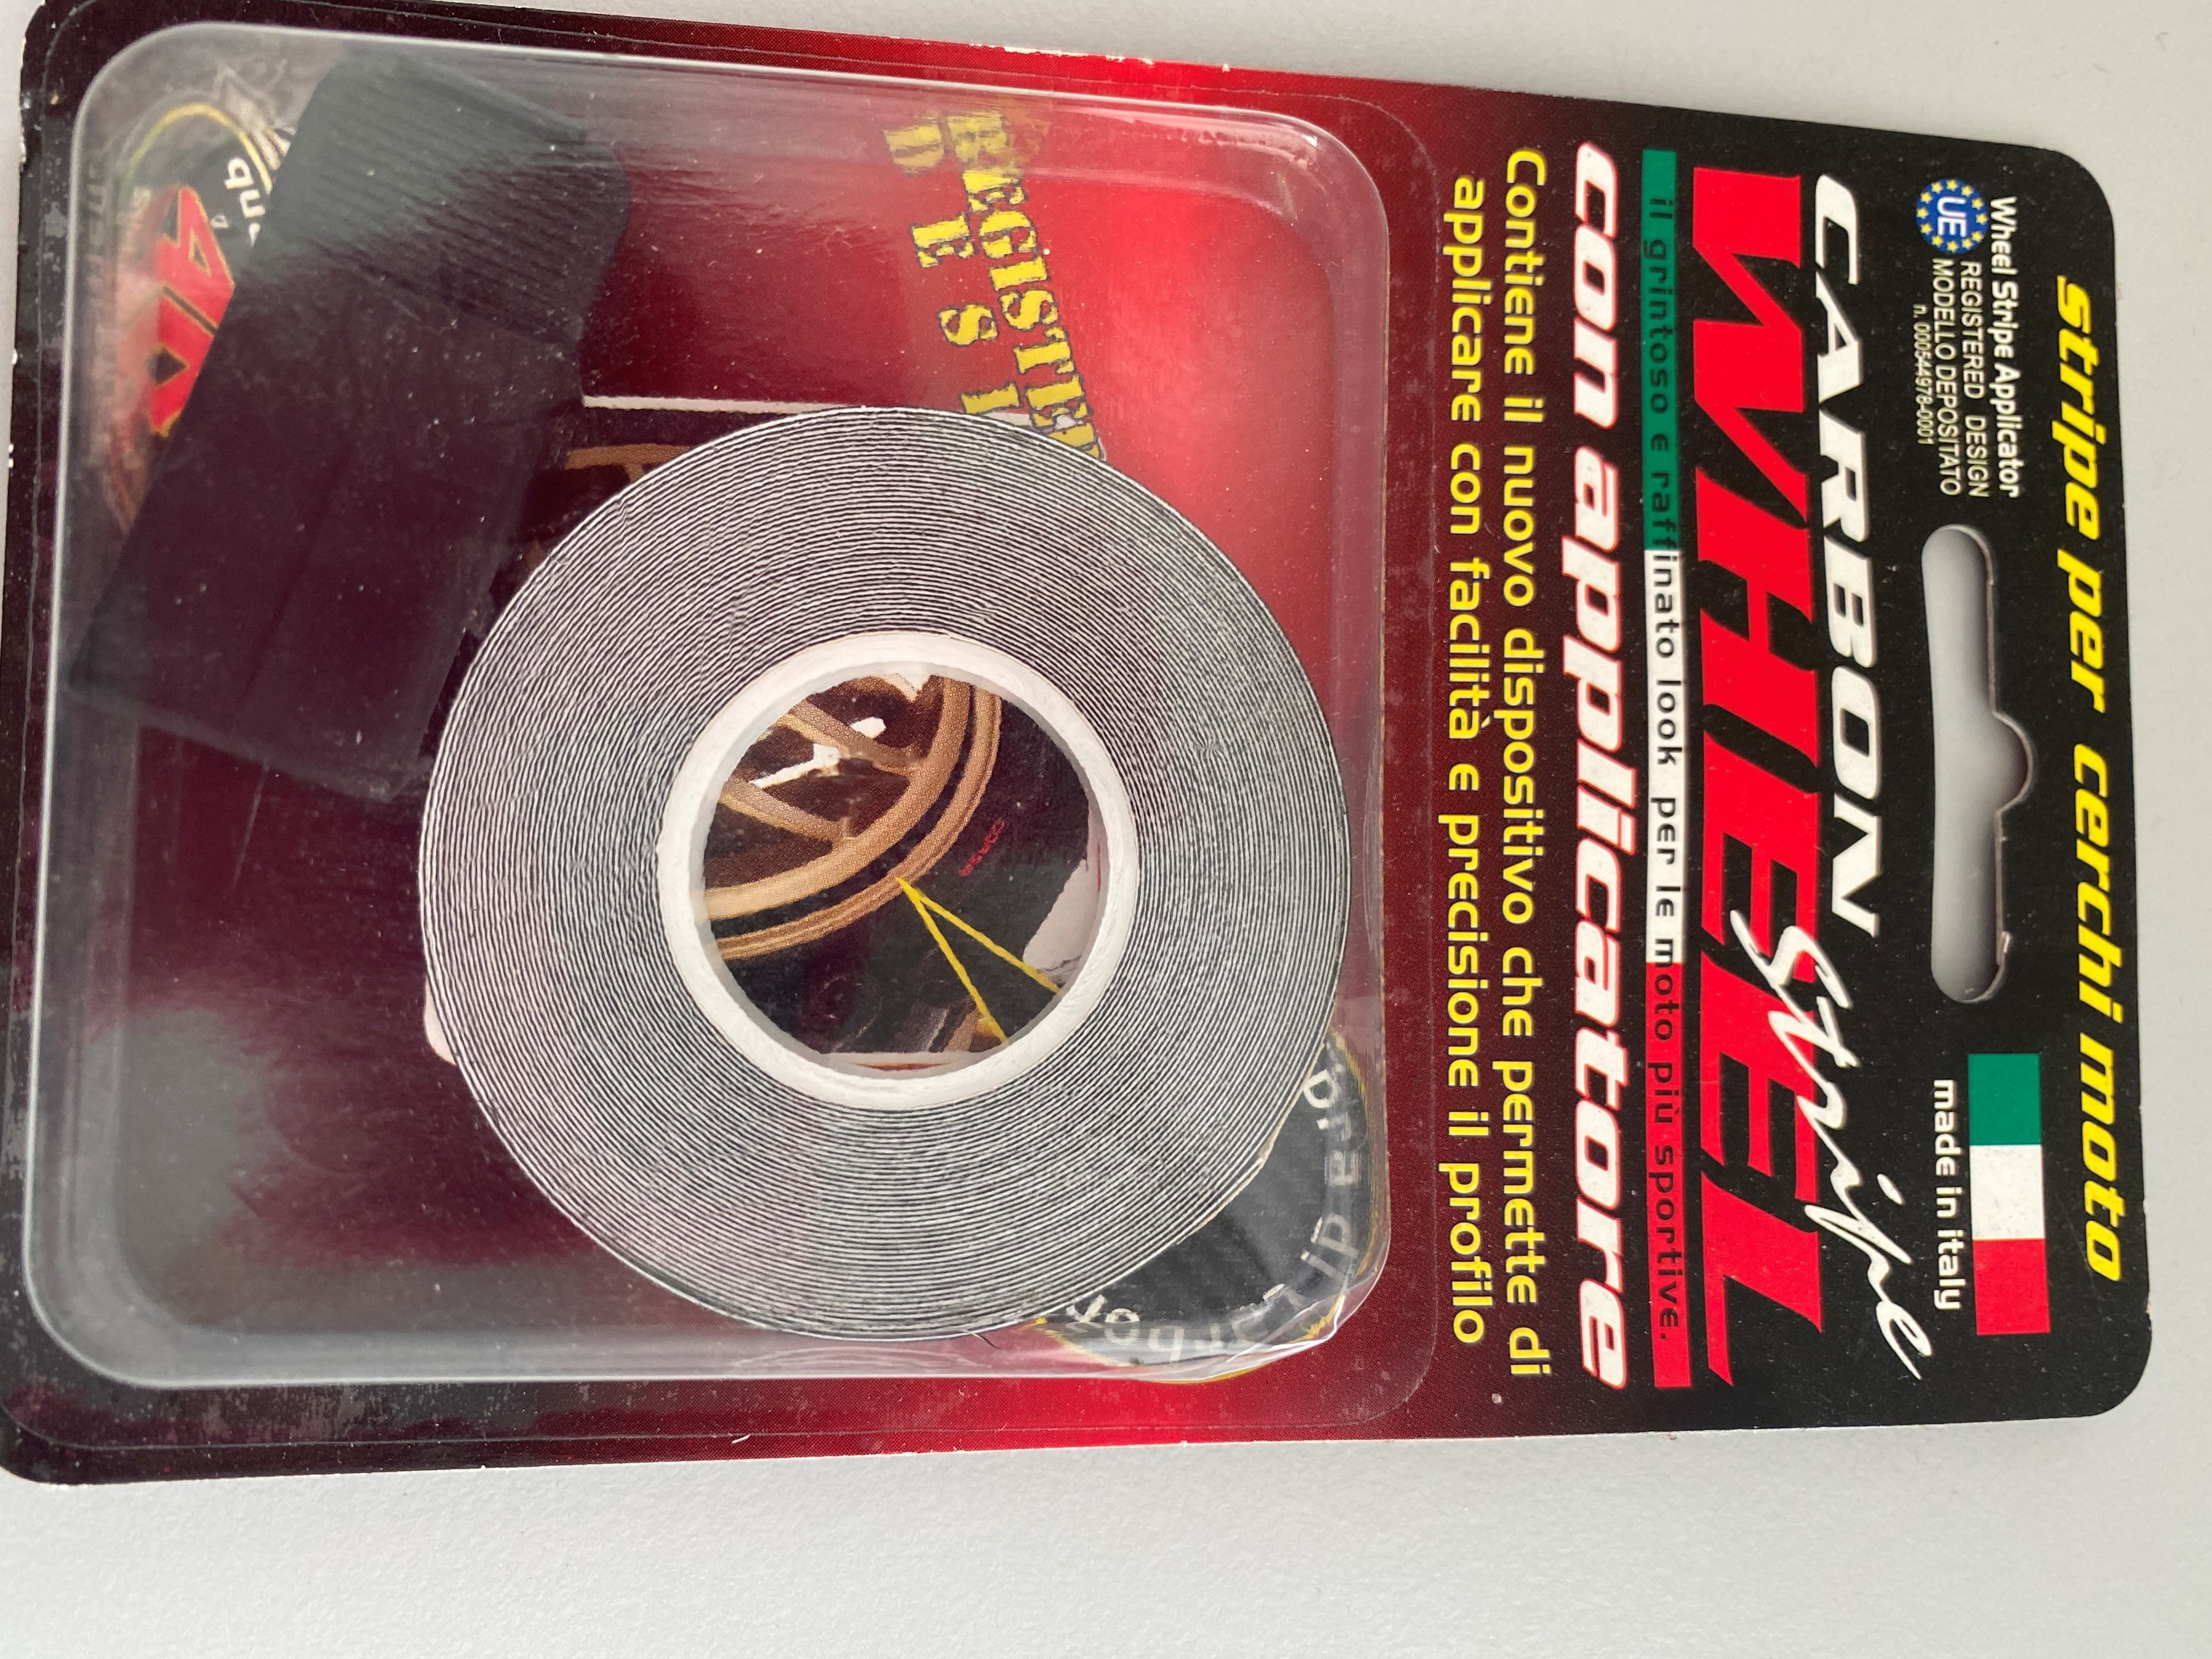 stripe per cerchi moto
Wheel Stripe Applicator
REGISTERED DESIGN
MODELLO DEPOSITATO
n. 000544978-0001
UE
made in italy
CARBON
WHEEL
Stripe
il grintoso e raffinato look per le moto più sportive.
con applicatore
Contiene il nuovo dispositivo che permette di
applicare con facilità e precisione il profilo